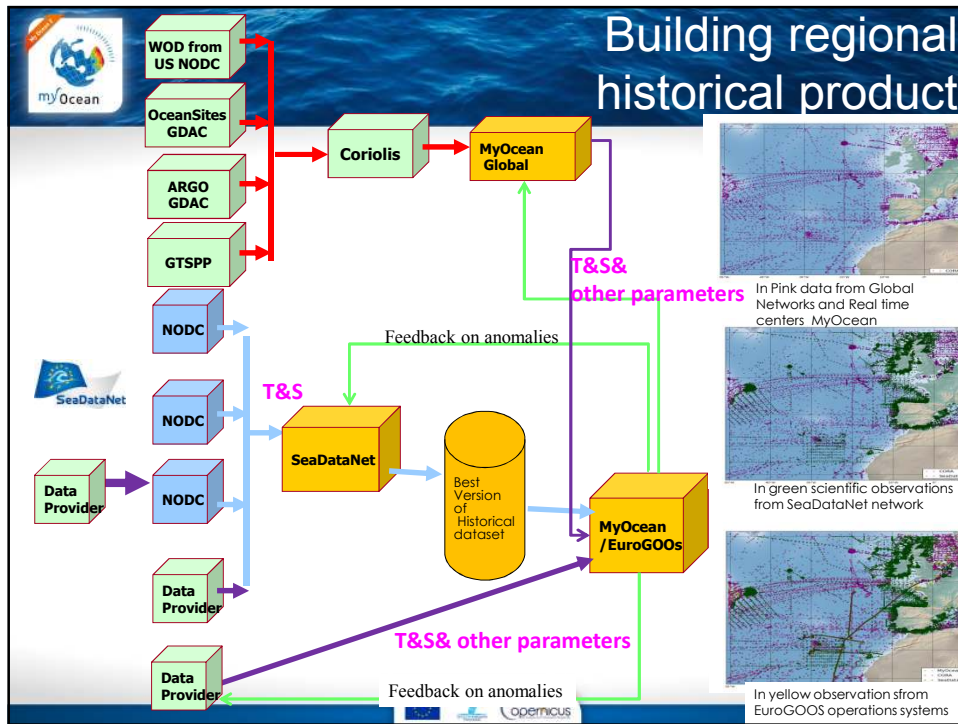 Building regional
historical product
my Ocean
WOD from
US NODC
OceanSites
GDAC
ARGO
GDAC
GTSPP
Coriolis
MyOcean
Global
T&S&
other parameters
In Pink data from Global
Networks and Real time
centers MyOcean
NODC
NODC
NODC
SeaDataNet
Data
Provider
Data
Provider
Data
Provider
T&S
Feedback on anomalies
SeaDataNet
Best
Version
of
Historical
dataset
MyOcean
/EuroGOOs
In green scientific observations
from SeaDataNet network
T&S& other parameters
Feedback on anomalies
In yellow observation sfrom
EuroGOOS operations systems
opernicus